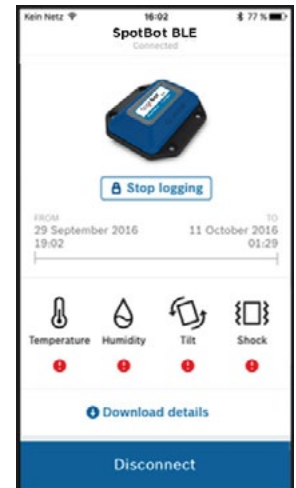 Kein Netz 16:02 77 %
SpotBot BLE
Connected
SpotBot
Stop logging
FROM TO
29 September 2016 11 October 2016
19:02 01:29
Temperature Humidity Tilt Shock
Download details
Disconnect